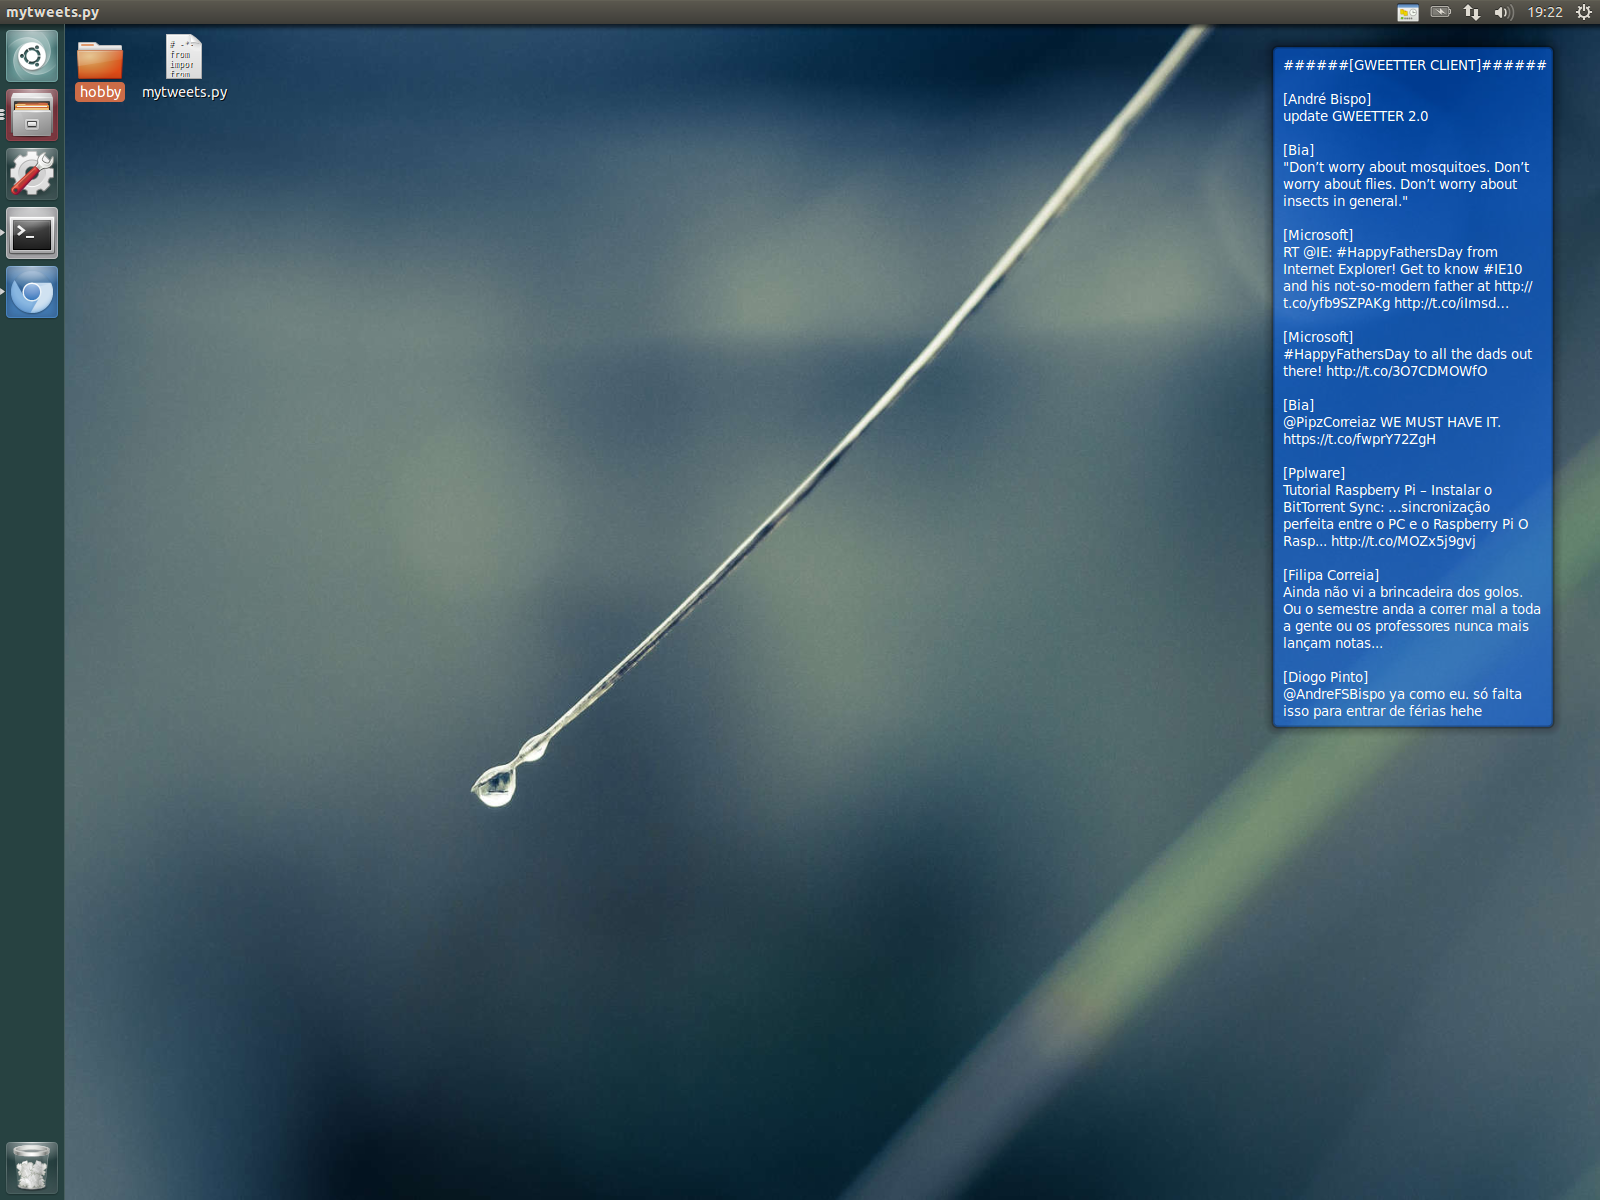 mytweets.py
19:22
hobby
mytweets.py
######[GWEETTER CLIENT]######
[André Bispo]
update GWEETTER 2.0
[Bia]
"Don’t worry about mosquitoes. Don’t
worry about flies. Don’t worry about
insects in general."
[Microsoft]
RT @IE: #HappyFathersDay from
Internet Explorer! Get to know #IE10
and his not-so-modern father at http://
t.co/yfb9SZPAKg http://t.co/iImsd…
[Microsoft]
#HappyFathersDay to all the dads out
there! http://t.co/3O7CDMOWfO
[Bia]
@PipzCorreiaz WE MUST HAVE IT.
https://t.co/fwprY72ZgH
[Pplware]
Tutorial Raspberry Pi – Instalar o
BitTorrent Sync: …sincronização
perfeita entre o PC e o Raspberry Pi O
Rasp... http://t.co/MOZx5j9gvj
[Filipa Correia]
Ainda não vi a brincadeira dos golos.
Ou o semestre anda a correr mal a toda
a gente ou os professores nunca mais
lançam notas...
[Diogo Pinto]
@AndreFSBispo ya como eu. só falta
isso para entrar de férias hehe